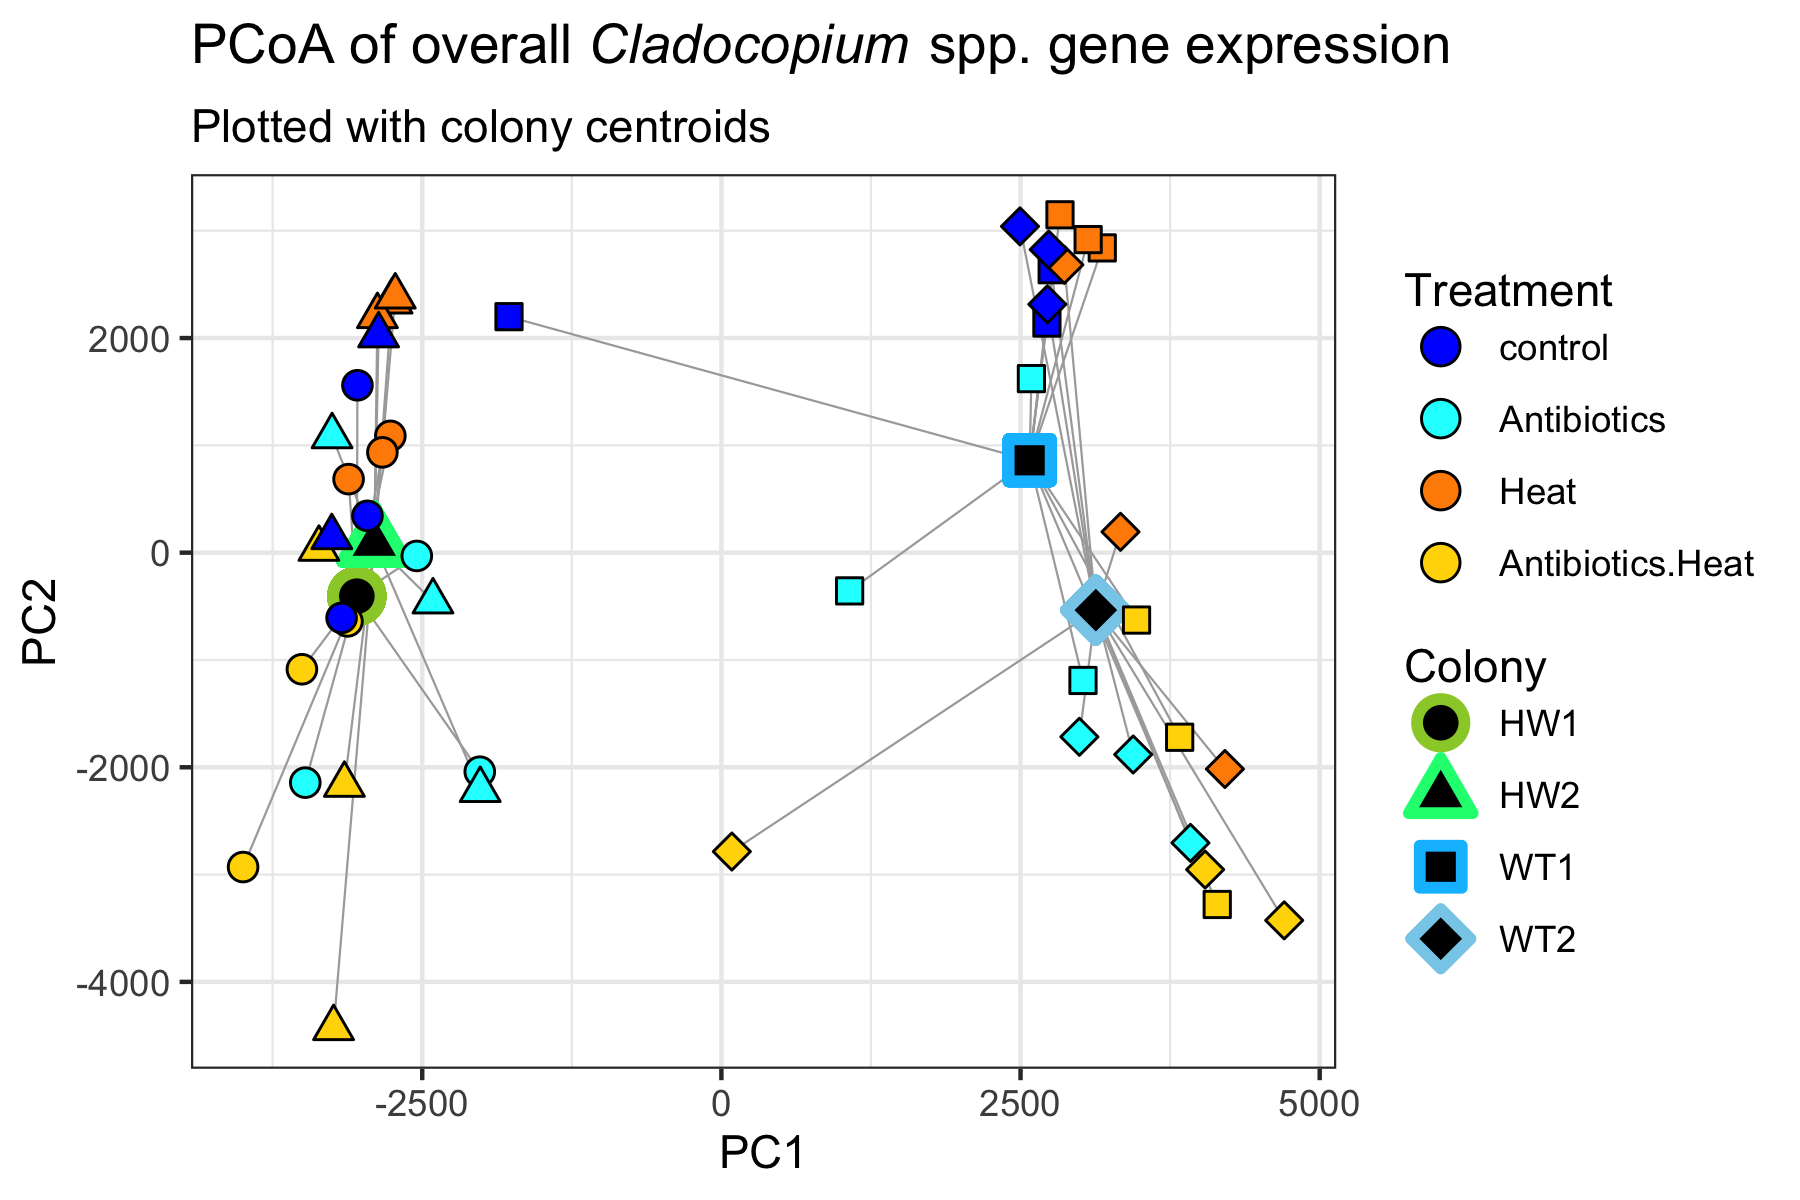 PCoA of overall Cladocopium spp. gene expression
Plotted with colony centroids
2000
0
-2000
-4000
PC2
-2500
0
2500
5000
PC1
Treatment
control
Antibiotics
Heat
Antibiotics.Heat
Colony
HW1
HW2
WT1
WT2